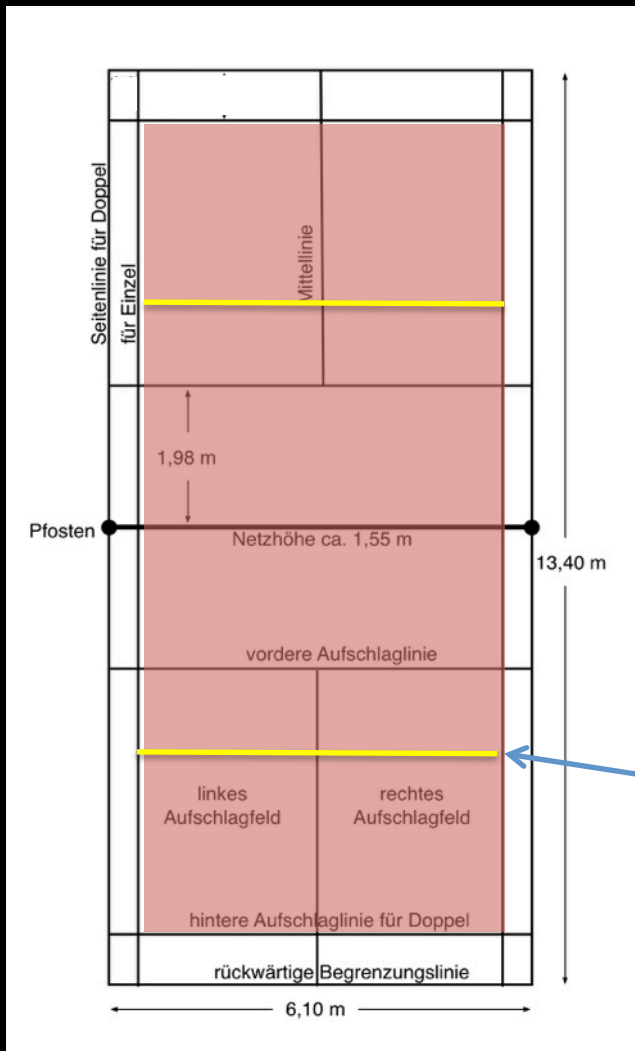 Seitenlinie für Doppel
für Einzel
Mittellinie
1,98 m
Pfosten
Netzhöhe ca. 1,55 m
13,40 m
vordere Aufschlaglinie
linkes
Aufschlagfeld
rechtes
Aufschlagfeld
hintere Aufschlaglinie für Doppel
rückwärtige Begrenzungslinie
6,10 m